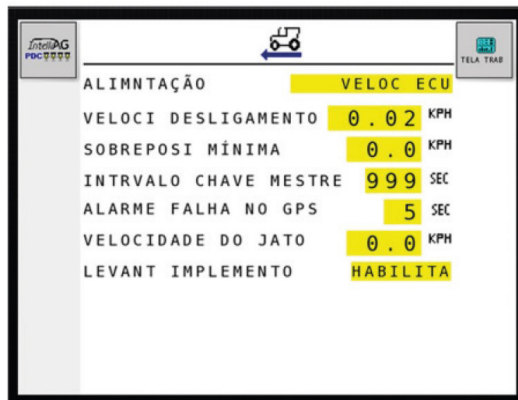 IntelliAG
PDC
TELA TRAB
ALIMNTAÇÃO VELOC ECU
VELOCI DESLIGAMENTO 0.02 KPH
SOBREPOSI MÍNIMA 0.0 KPH
INTRVALO CHAVE MESTRE 999 SEC
ALARME FALHA NO GPS 5 SEC
VELOCIDADE DO JATO 0.0 KPH
LEVANT IMPLEMENTO HABILITA